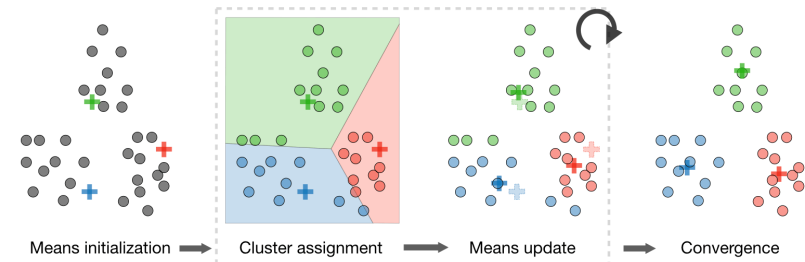 Means initialization
Cluster assignment
Means update
Convergence